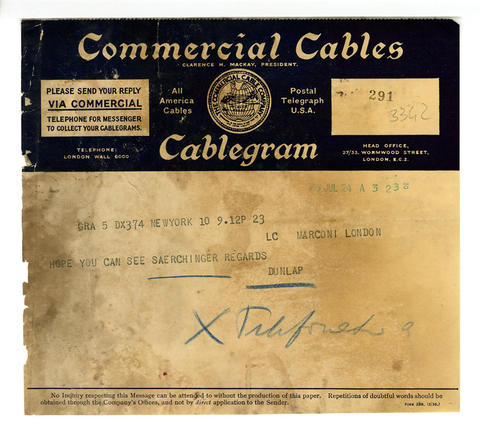 Commercial Cables
CLARENCE H. MACKAY, PRESIDENT.
PLEASE SEND YOUR REPLY
VIA COMMERCIAL
TELEPHONE FOR MESSENGER
TO COLLECT YOUR CABLEGRAMS.
TELEPHONE:
LONDON WALL 6000
All
America
Cables
THE COMMERCIAL CABLE COMPANY
Postal
Telegraph
U.S.A.
291
3342
HEAD OFFICE,
27/33, WORMWOOD STREET,
LONDON, E.C.2.
Cablegram
JUL 24 A 3 23
GRA 5 DX374 NEWYORK 10 9.12P 23
LC MARCONI LONDON
HOPE YOU CAN SEE SAERCHINGER REGARDS
DUNLAP
X
No Inquiry respecting this Message can be attended to without the production of this paper. Repetitions of doubtful words should be
obtained through the Company's Offices, and not by direct application to the Sender.